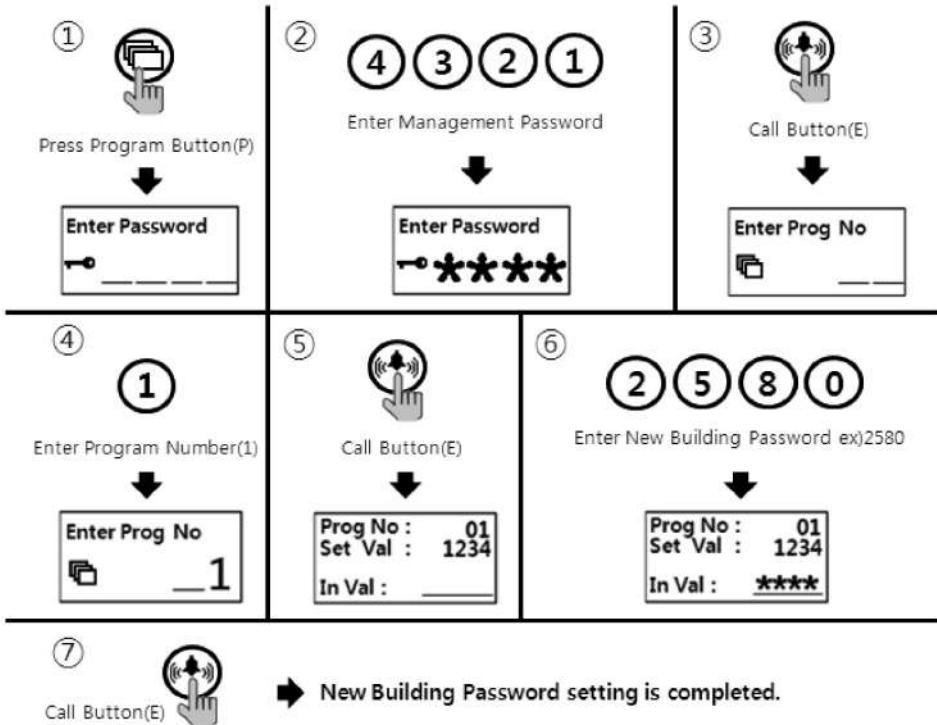 ①
Press Program Button(P)
Enter Password
_ _ _ _
②
4 3 2 1
Enter Management Password
Enter Password
****
③
Call Button(E)
Enter Prog No
_ _
④
1
Enter Program Number(1)
Enter Prog No
_1
⑤
Call Button(E)
Prog No : 01
Set Val : 1234
In Val : ____
⑥
2 5 8 0
Enter New Building Password ex)2580
Prog No : 01
Set Val : 1234
In Val : ****
⑦
Call Button(E)
New Building Password setting is completed.